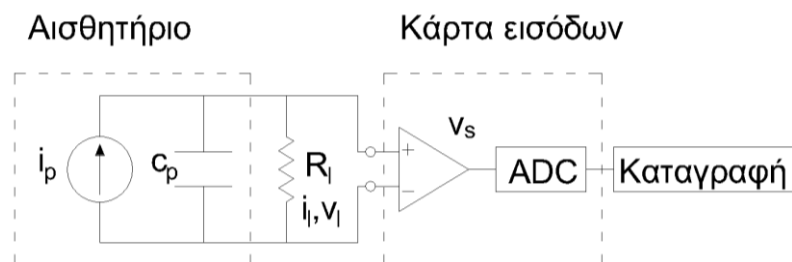 Αισθητήριο
Κάρτα εισόδων
i_p
c_p
R_l
i_l,v_l
+
−
v_s
ADC
Καταγραφή